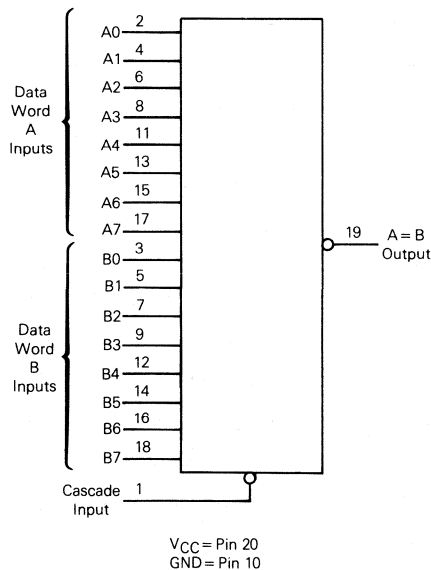 A0 2
A1 4
A2 6
A3 8
A4 11
A5 13
A6 15
A7 17
Data
Word
A
Inputs
B0 3
B1 5
B2 7
B3 9
B4 12
B5 14
B6 16
B7 18
Data
Word
B
Inputs
19 A = B
Output
Cascade 1
Input
VCC = Pin 20
GND = Pin 10